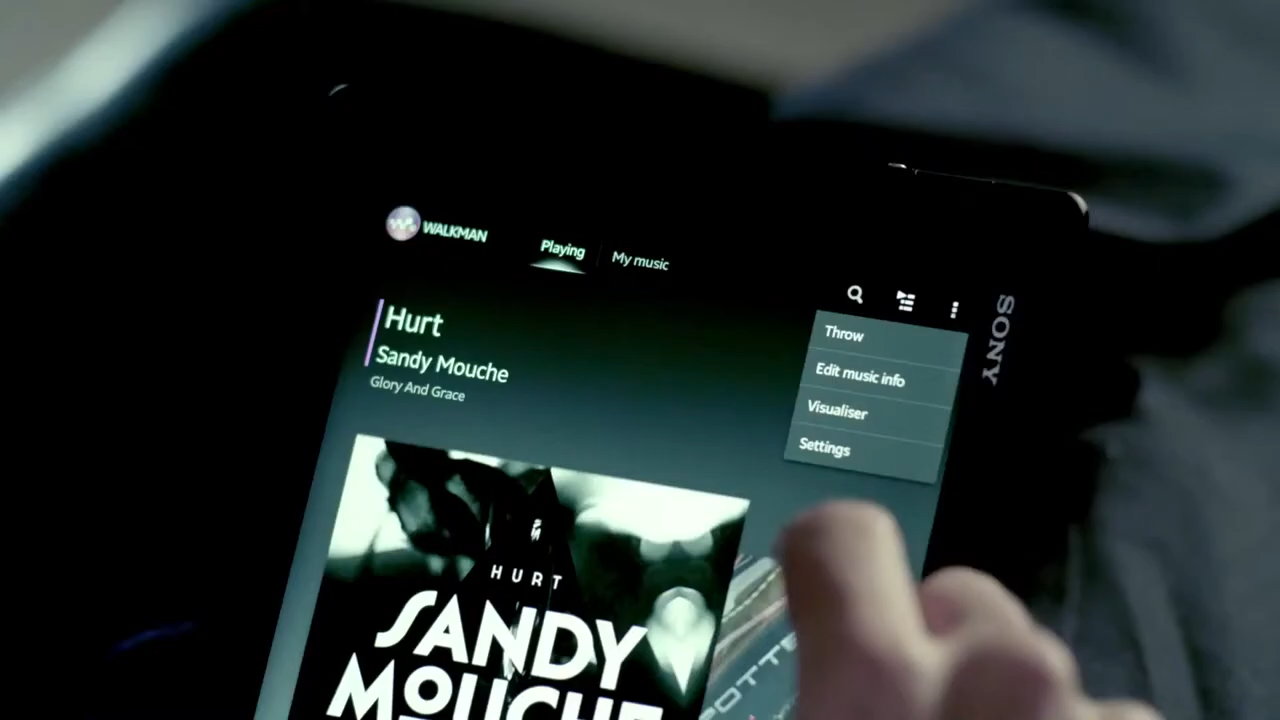 WALKMAN
Playing
My music
SONY
Hurt
Sandy Mouche
Glory And Grace
Throw
Edit music info
Visualiser
Settings
HURT
SANDY
MOUCHE